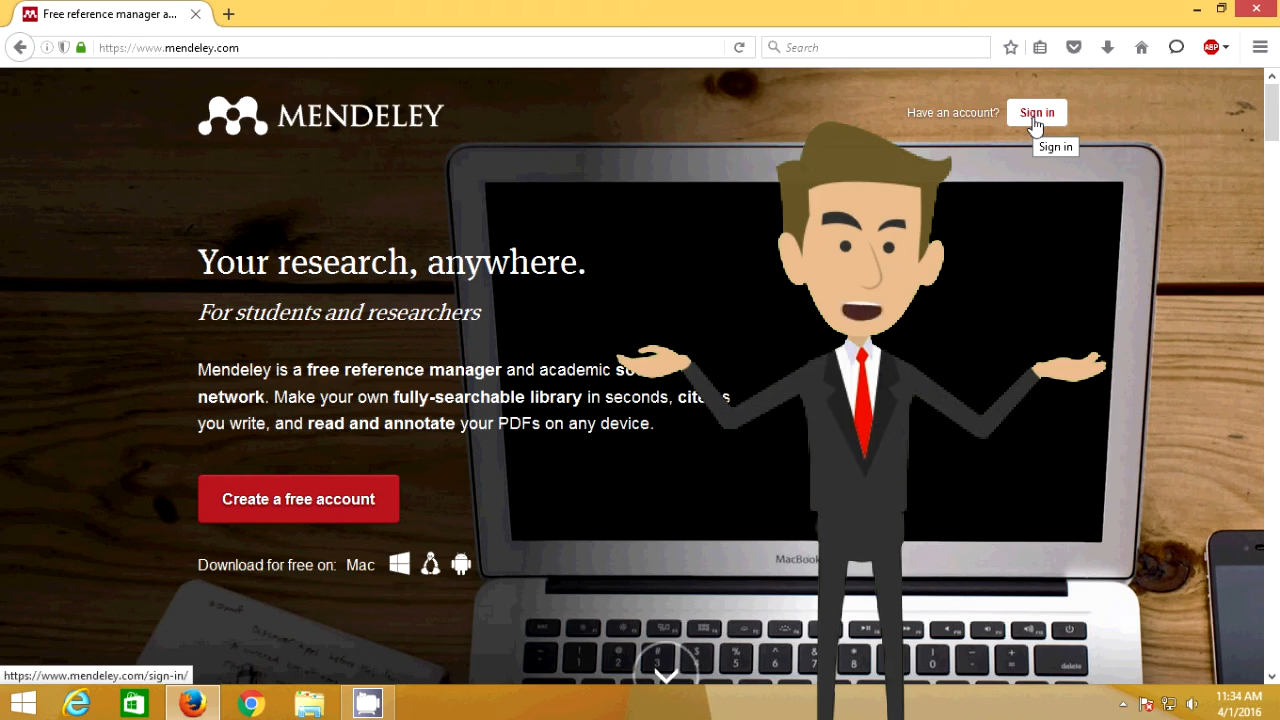 Free reference manager a...
https://www.mendeley.com
Search
ABP
MENDELEY
Have an account?
Sign in
Sign in
Your research, anywhere.
For students and researchers
Mendeley is a free reference manager and academic
network. Make your own fully-searchable library in seconds,
you write, and read and annotate your PDFs on any device.
Create a free account
Download for free on: Mac
MacBook
delete
https://www.mendeley.com/sign-in/
11:34 AM
4/1/2016